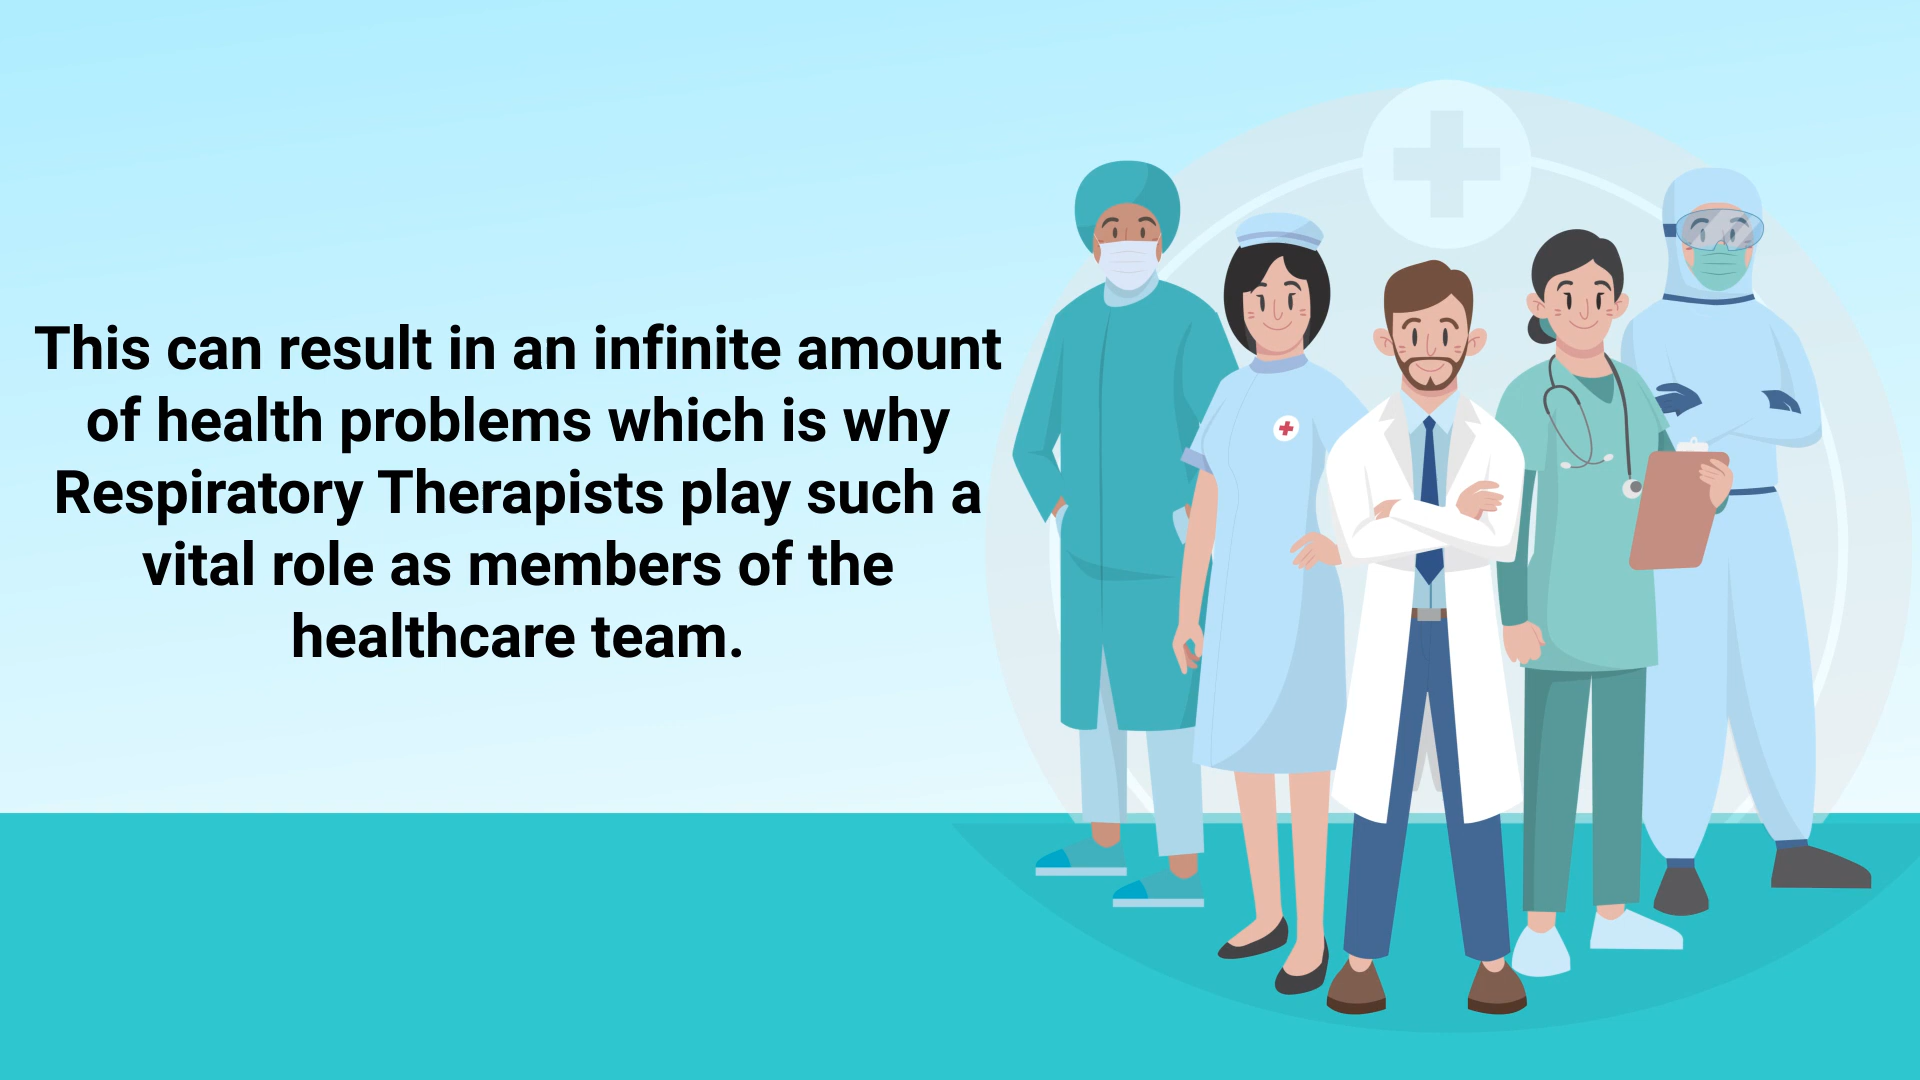 This can result in an infinite amount
of health problems which is why
Respiratory Therapists play such a
vital role as members of the
healthcare team.